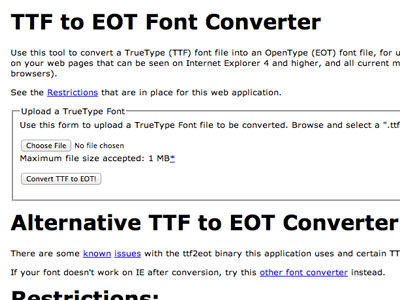 TTF to EOT Font Converter
Use this tool to convert a TrueType (TTF) font file into an OpenType (EOT) font file, for u
on your web pages that can be seen on Internet Explorer 4 and higher, and all current m
browsers).
See the Restrictions that are in place for this web application.
Upload a TrueType Font
Use this form to upload a TrueType Font file to be converted. Browse and select a ".ttf
Choose File No file chosen
Maximum file size accepted: 1 MB*
Convert TTF to EOT!
Alternative TTF to EOT Converter
There are some known issues with the ttf2eot binary this application uses and certain TT
If your font doesn't work on IE after conversion, try this other font converter instead.
Restrictions: